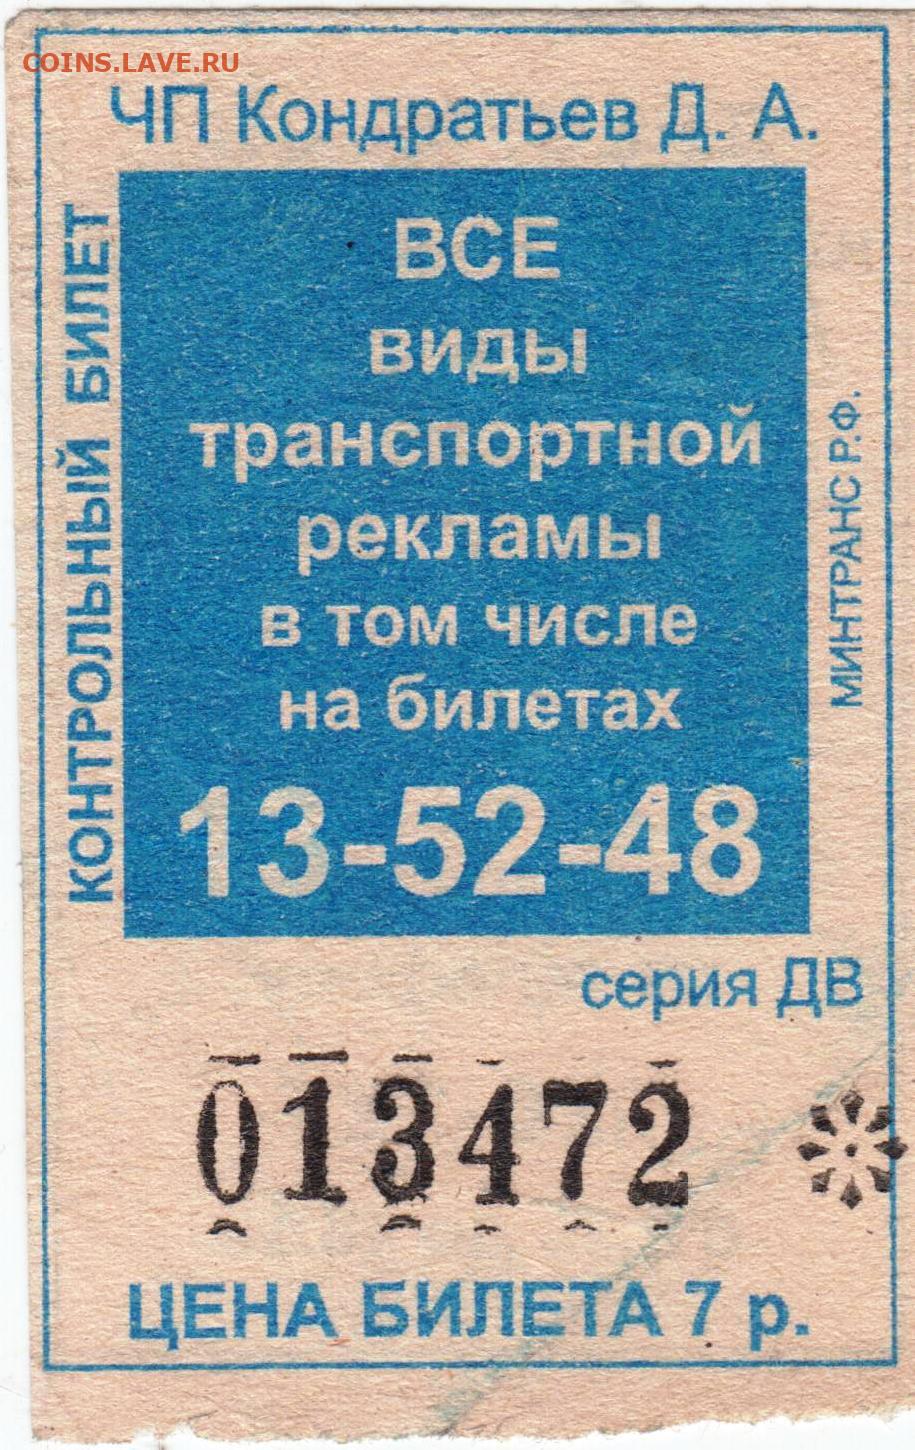 COINS.LAVE.RU
ЧП Кондратьев Д. А.
КОНТРОЛЬНЫЙ БИЛЕТ
ВСЕ
виды
транспортной
рекламы
в том числе
на билетах
13-52-48
МИНТРАНС Р.Ф.
серия ДВ
013472
ЦЕНА БИЛЕТА 7 р.